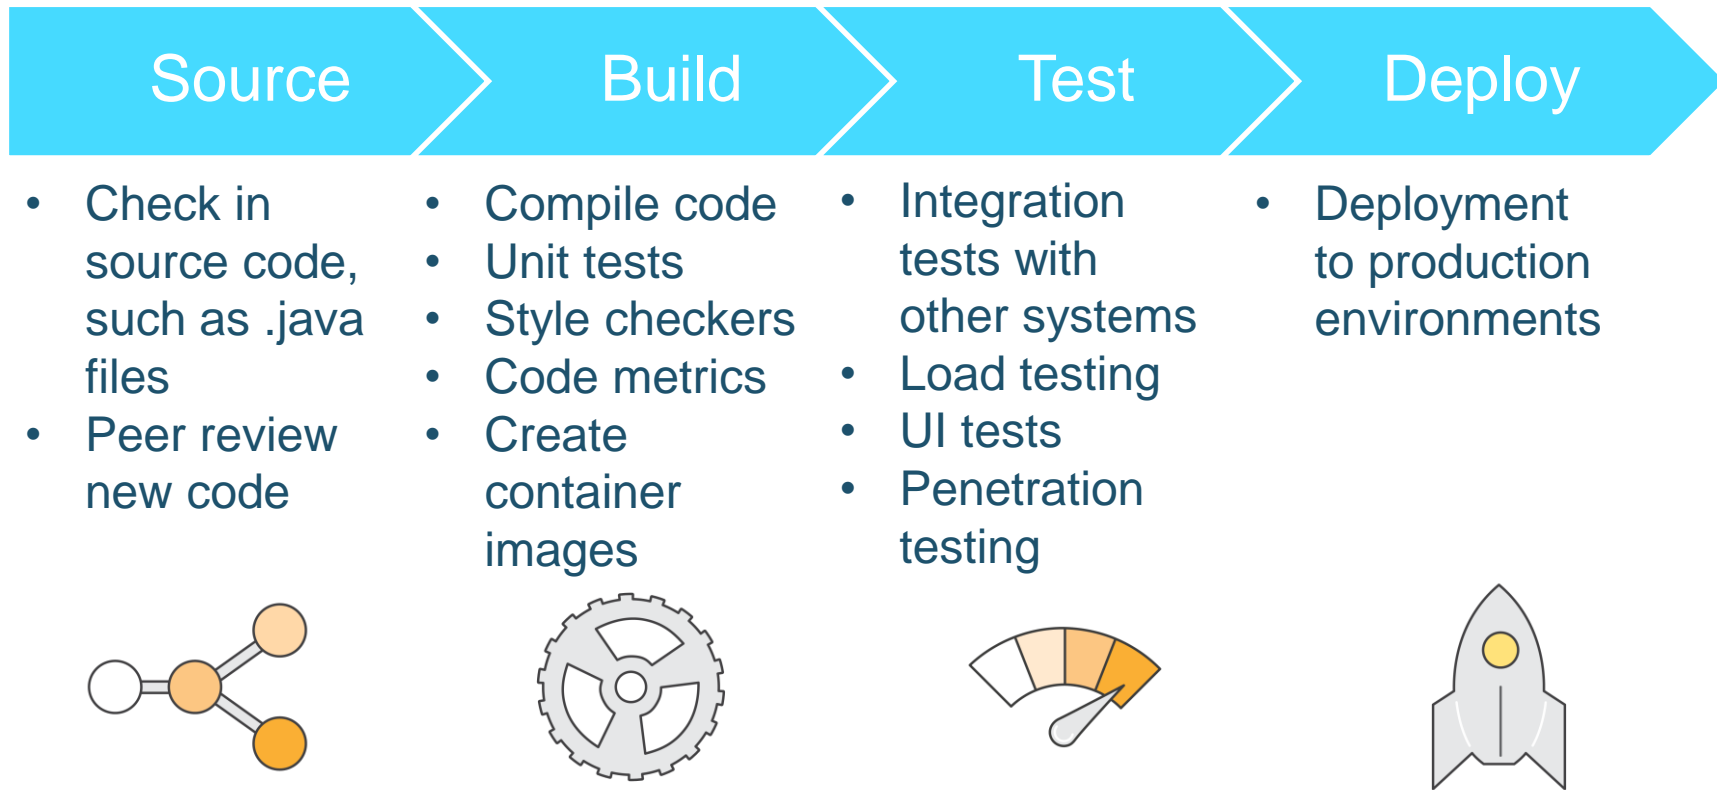 Source
Build
Test
Deploy
• Check in
source code,
such as .java
files
• Peer review
new code
• Compile code
• Unit tests
• Style checkers
• Code metrics
• Create
container
images
• Integration
tests with
other systems
• Load testing
• UI tests
• Penetration
testing
• Deployment
to production
environments